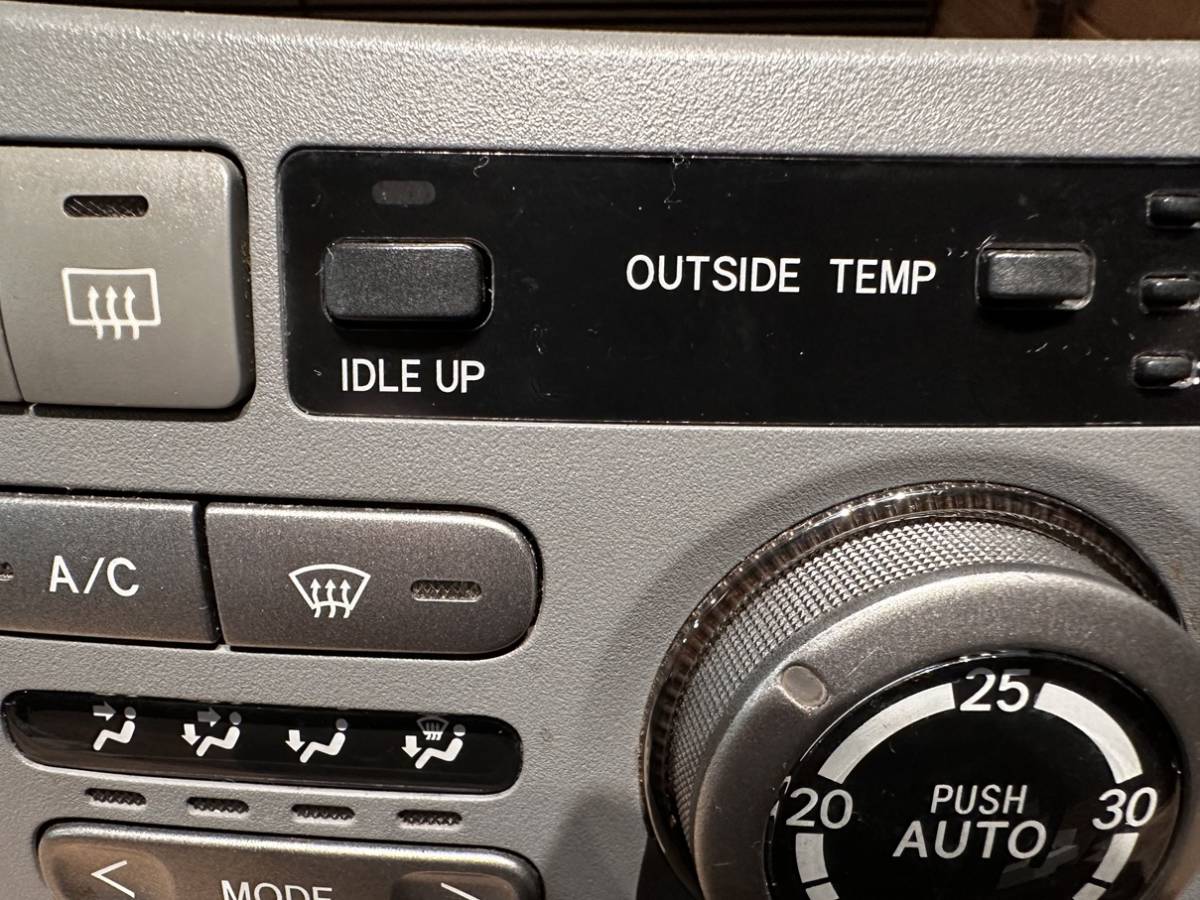 OUTSIDE TEMP
IDLE UP
A/C
25
20
30
PUSH
AUTO
< MODE >